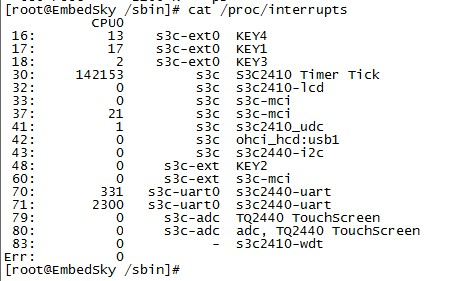 [root@EmbedSky /sbin]# cat /proc/interrupts
CPU0
16: 13 s3c-ext0 KEY4
17: 17 s3c-ext0 KEY1
18: 2 s3c-ext0 KEY3
30: 142153 s3c S3C2410 Timer Tick
32: 0 s3c s3c2410-lcd
33: 0 s3c s3c-mci
37: 21 s3c s3c-mci
41: 1 s3c s3c2410_udc
42: 0 s3c ohci_hcd:usb1
43: 0 s3c s3c2440-i2c
48: 0 s3c-ext KEY2
60: 0 s3c-ext s3c-mci
70: 331 s3c-uart0 s3c2440-uart
71: 2300 s3c-uart0 s3c2440-uart
79: 0 s3c-adc TQ2440 TouchScreen
80: 0 s3c-adc adc, TQ2440 TouchScreen
83: 0 - s3c2410-wdt
Err: 0
[root@EmbedSky /sbin]#